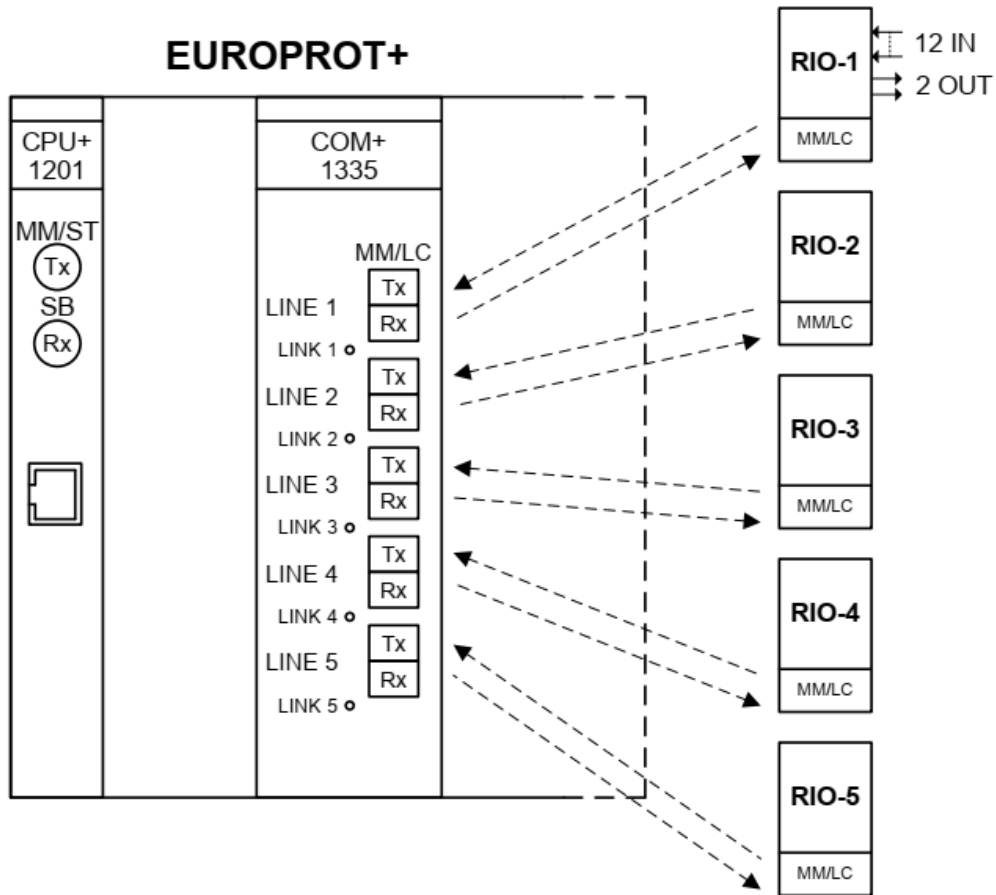 EUROPROT+
CPU+
1201
MM/ST
Tx
SB
Rx
COM+
1335
MM/LC
LINE 1
Tx
Rx
LINK 1
LINE 2
Tx
Rx
LINK 2
LINE 3
Tx
Rx
LINK 3
LINE 4
Tx
Rx
LINK 4
LINE 5
Tx
Rx
LINK 5
RIO-1
12 IN
2 OUT
MM/LC
RIO-2
MM/LC
RIO-3
MM/LC
RIO-4
MM/LC
RIO-5
MM/LC